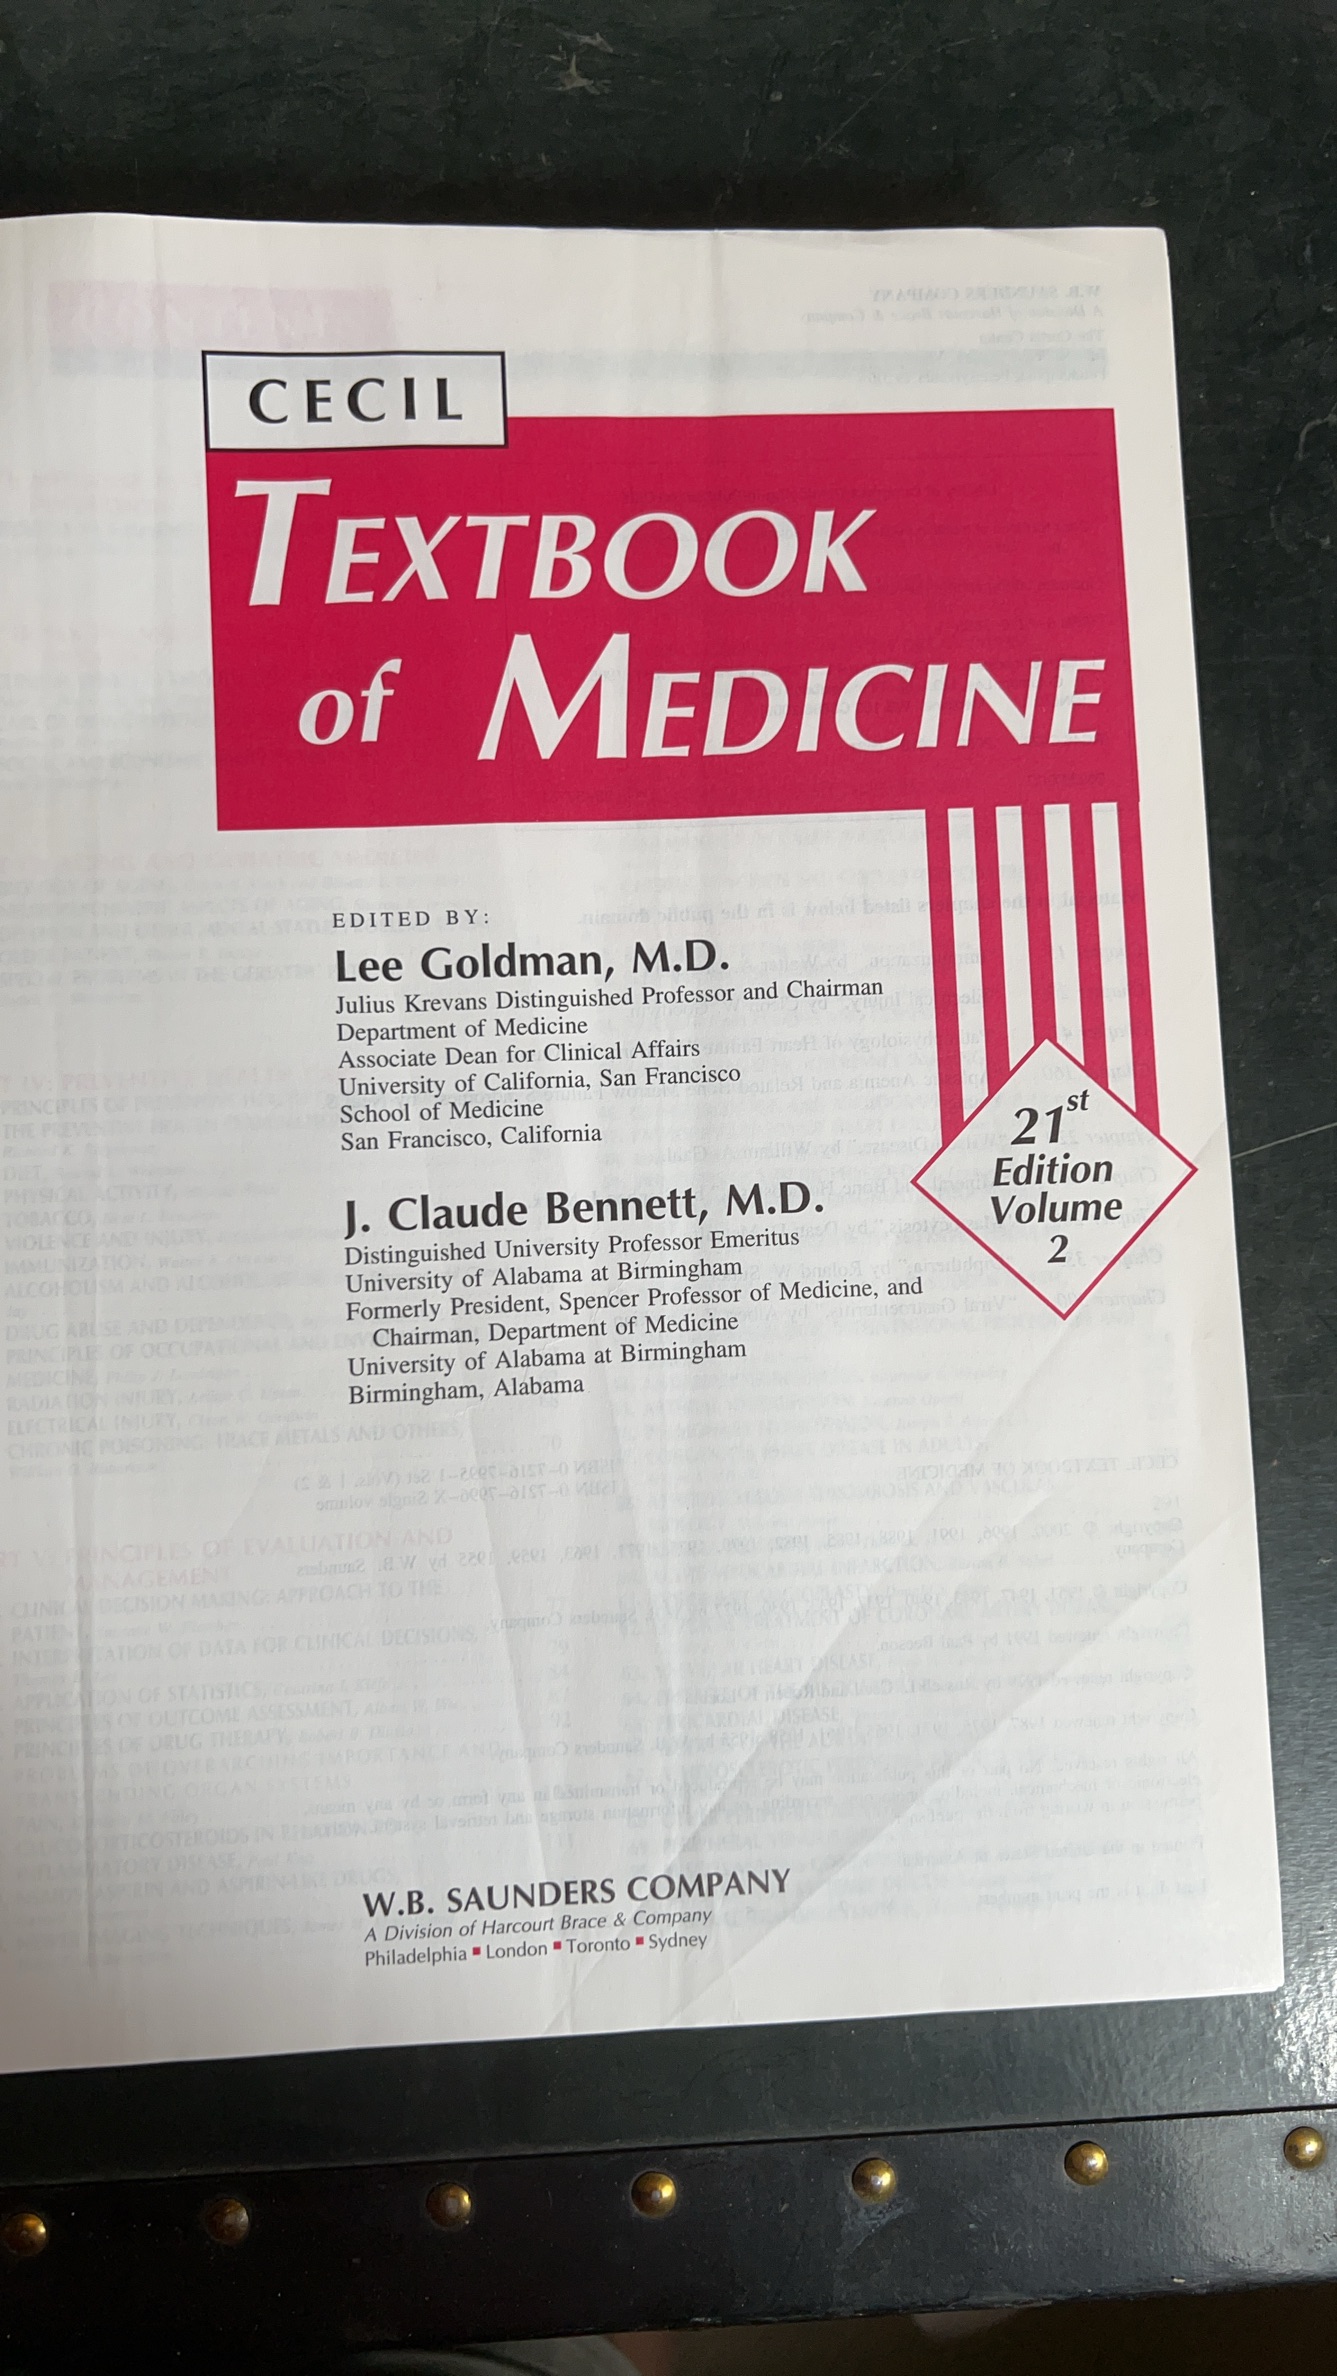 CECIL
TEXTBOOK
of MEDICINE
EDITED BY:
Lee Goldman, M.D.
Julius Krevans Distinguished Professor and Chairman
Department of Medicine
Associate Dean for Clinical Affairs
University of California, San Francisco
School of Medicine
San Francisco, California
J. Claude Bennett, M.D.
Distinguished University Professor Emeritus
University of Alabama at Birmingham
Formerly President, Spencer Professor of Medicine, and
Chairman, Department of Medicine
University of Alabama at Birmingham
Birmingham, Alabama
21st
Edition
Volume
2
W.B. SAUNDERS COMPANY
A Division of Harcourt Brace & Company
Philadelphia ■ London ■ Toronto ■ Sydney